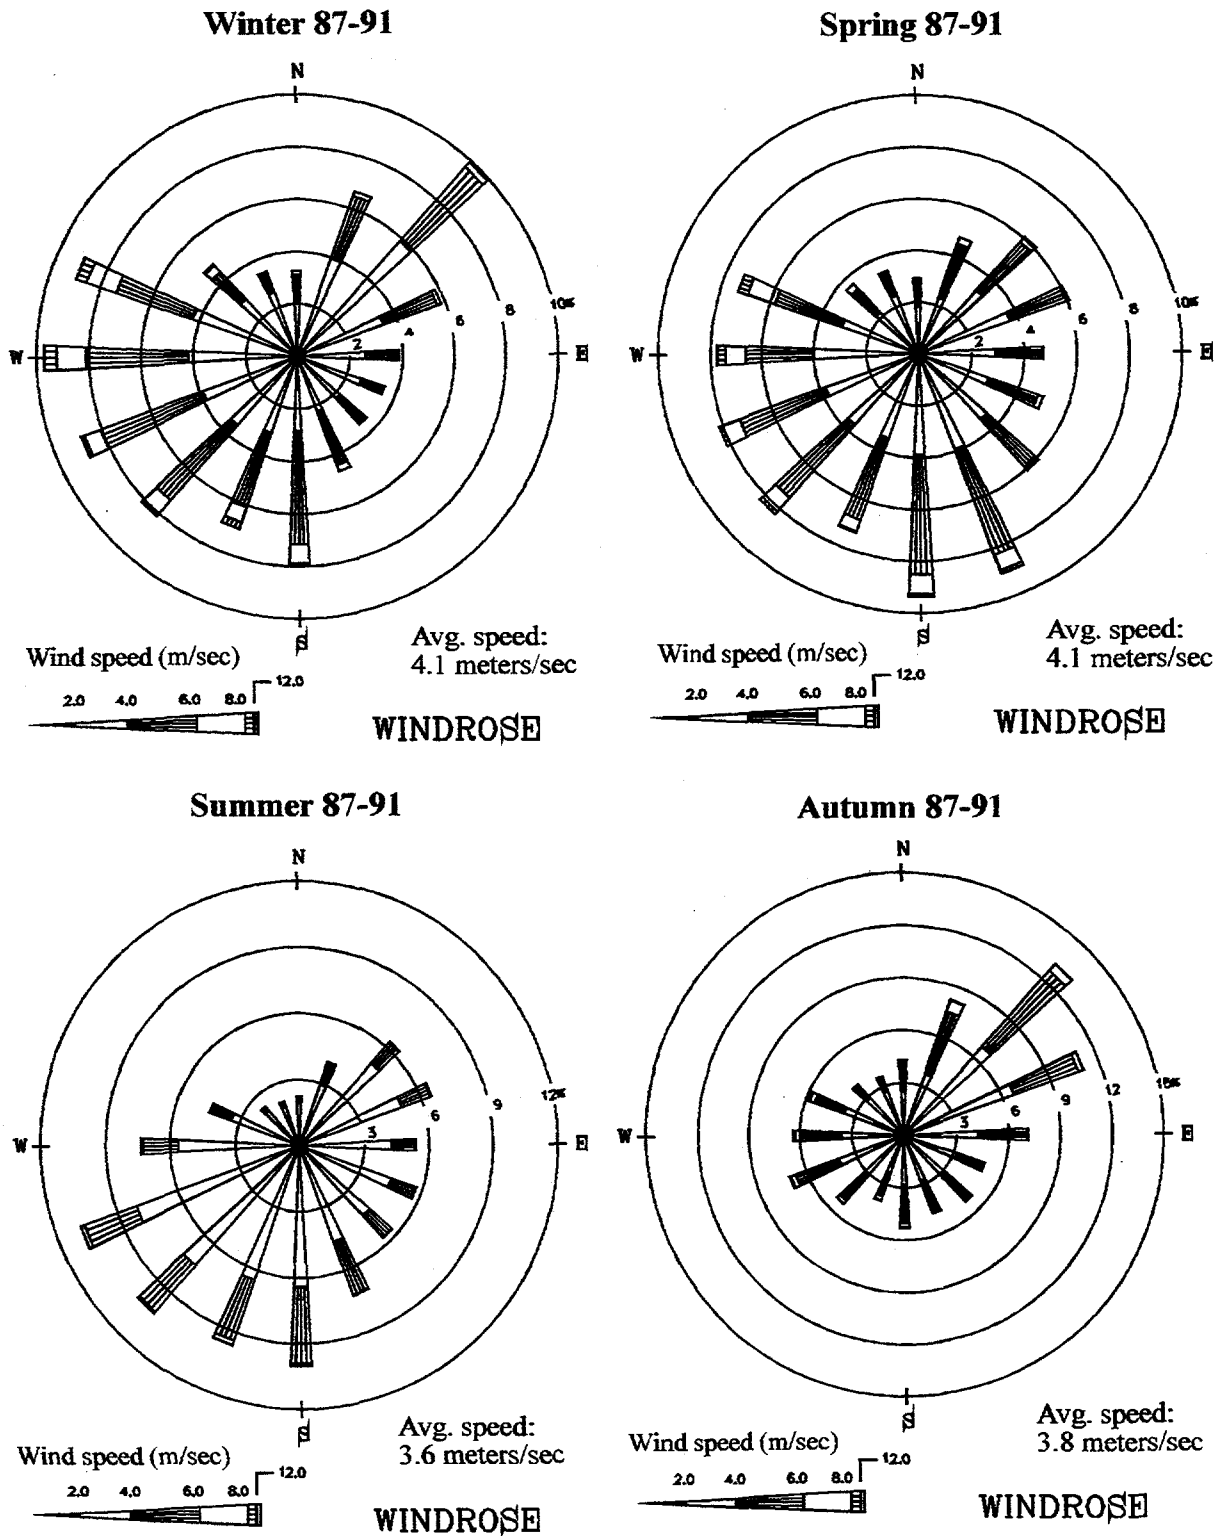 Winter 87-91
N
10%
8
6
4
2
W
E
S
Wind speed (m/sec)
2.0 4.0 6.0 8.0 12.0
Avg. speed:
4.1 meters/sec
WINDROSE
Spring 87-91
N
10%
8
6
4
2
W
E
S
Wind speed (m/sec)
2.0 4.0 6.0 8.0 12.0
Avg. speed:
4.1 meters/sec
WINDROSE
Summer 87-91
N
12%
9
6
3
W
E
S
Wind speed (m/sec)
2.0 4.0 6.0 8.0 12.0
Avg. speed:
3.6 meters/sec
WINDROSE
Autumn 87-91
N
15%
12
9
6
3
W
E
S
Wind speed (m/sec)
2.0 4.0 6.0 8.0 12.0
Avg. speed:
3.8 meters/sec
WINDROSE